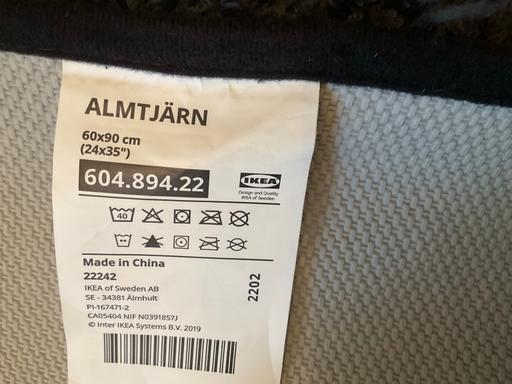 ALMTJÄRN
60x90 cm
(24x35")
604.894.22
IKEA
Design and Quality
IKEA of Sweden
40
Made in China
22242
IKEA of Sweden AB
SE - 34381 Älmhult
PI-167471-2
CA05404 NIF N0391857J
© Inter IKEA Systems B.V. 2019
2202